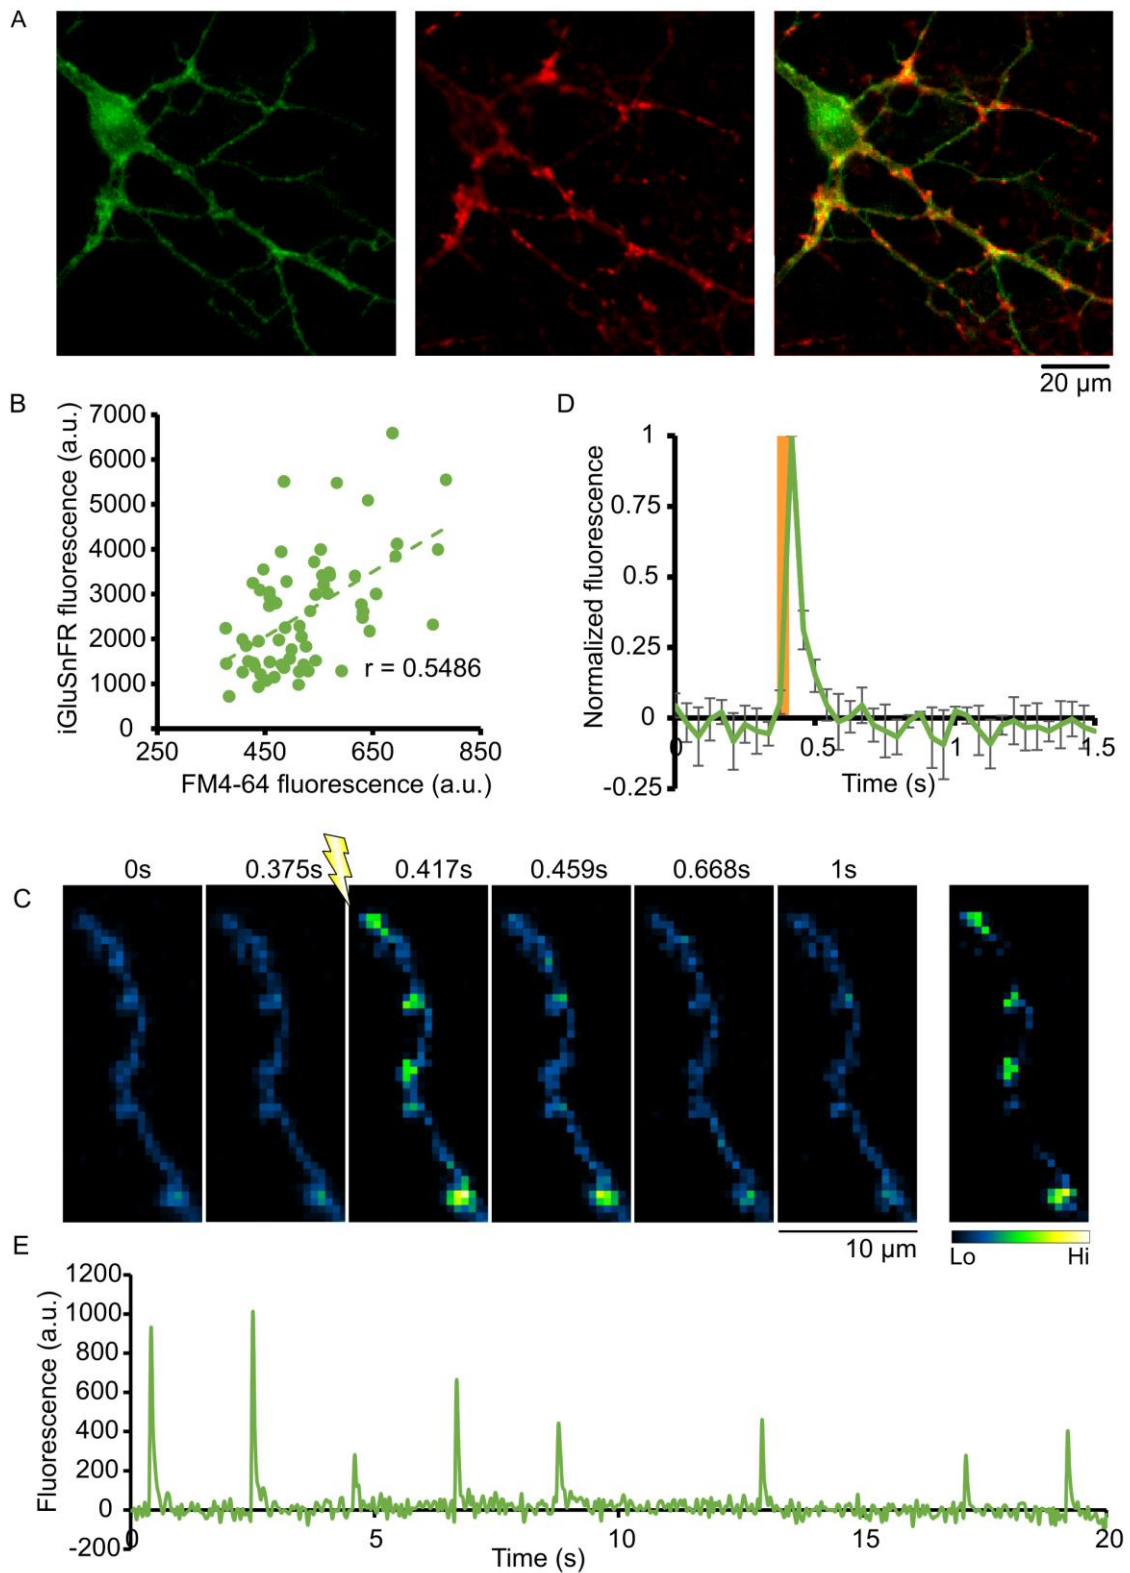 A
20 μm
B
iGluSnFR fluorescence (a.u.)
7000
6000
5000
4000
3000
2000
1000
0
r = 0.5486
250 450 650 850
FM4-64 fluorescence (a.u.)
D
Normalized fluorescence
1
0.75
0.5
0.25
0
-0.25
0 0.5 1 1.5
Time (s)
C
0s 0.375s 0.417s 0.459s 0.668s 1s
10 μm
Lo Hi
E
Fluorescence (a.u.)
1200
1000
800
600
400
200
0
-200
0 5 10 15 20
Time (s)